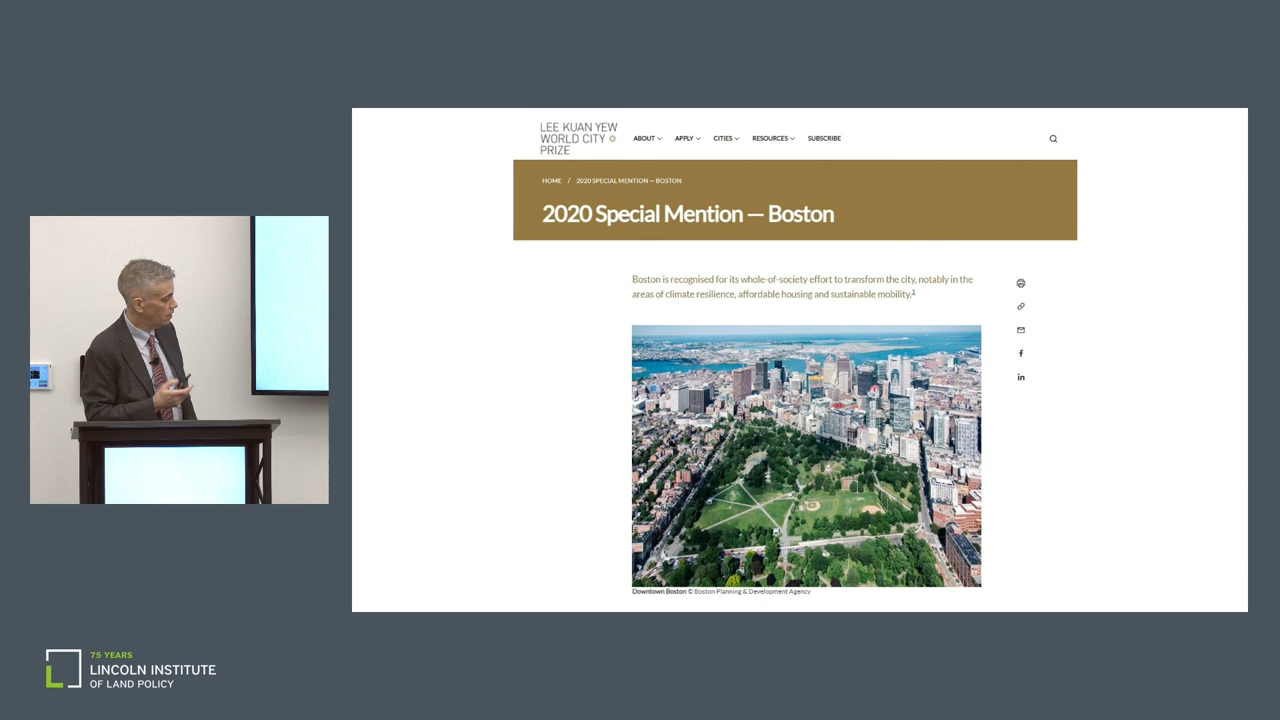 LEE KUAN YEW
WORLD CITY
PRIZE
ABOUT
APPLY
CITIES
RESOURCES
SUBSCRIBE
HOME / 2020 SPECIAL MENTION — BOSTON
2020 Special Mention — Boston
Boston is recognised for its whole-of-society effort to transform the city, notably in the
areas of climate resilience, affordable housing and sustainable mobility.1
Downtown Boston © Boston Planning & Development Agency
75 YEARS
LINCOLN INSTITUTE
OF LAND POLICY